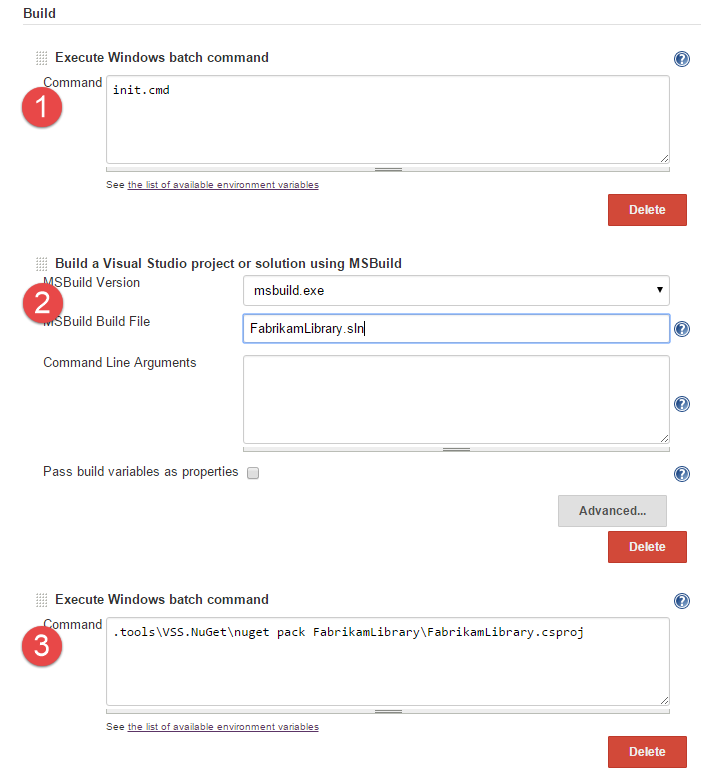 Build
Execute Windows batch command
?
Command
init.cmd
1
See the list of available environment variables
Delete
Build a Visual Studio project or solution using MSBuild
MSBuild Version
msbuild.exe
2
MSBuild Build File
FabrikamLibrary.sln
?
Command Line Arguments
?
Pass build variables as properties
?
Advanced...
Delete
Execute Windows batch command
?
Command
.tools\VSS.NuGet\nuget pack FabrikamLibrary\FabrikamLibrary.csproj
3
See the list of available environment variables
Delete